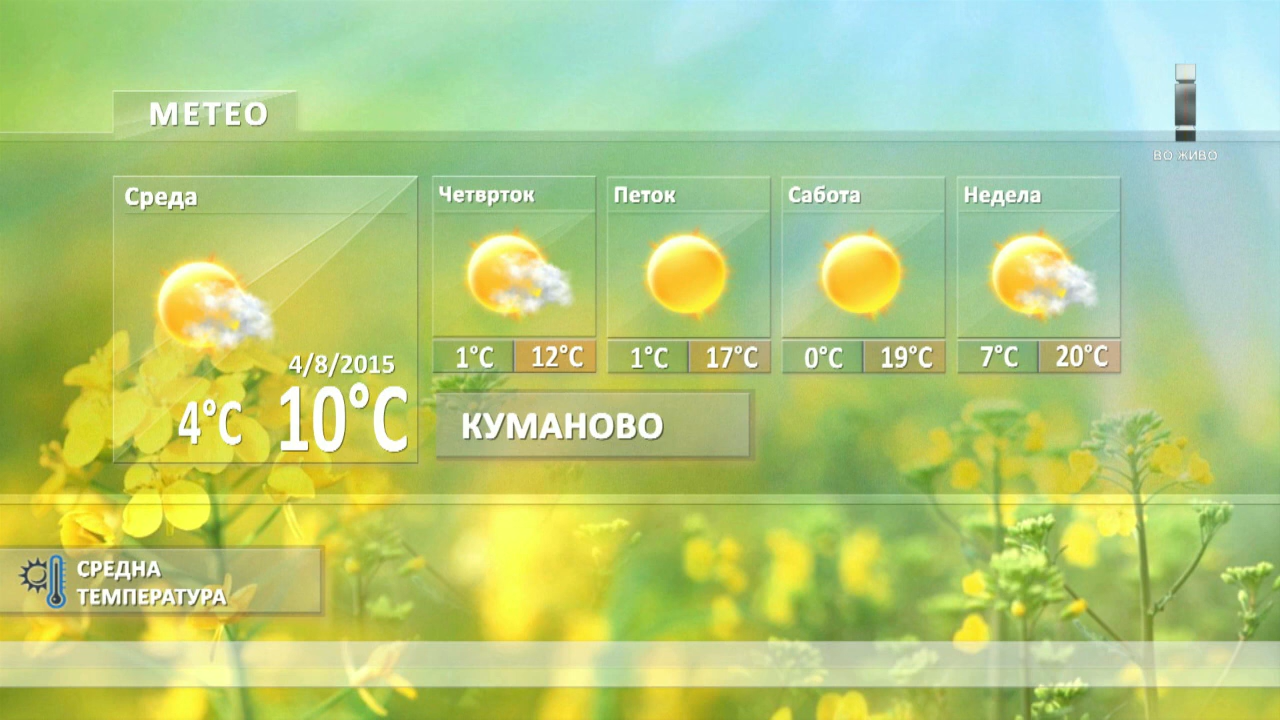 МЕТЕО
ВО ЖИВО
Среда
4/8/2015
4°C 10°C
Четврток
1°C 12°C
Петок
1°C 17°C
Сабота
0°C 19°C
Недела
7°C 20°C
КУМАНОВО
СРЕДНА
ТЕМПЕРАТУРА